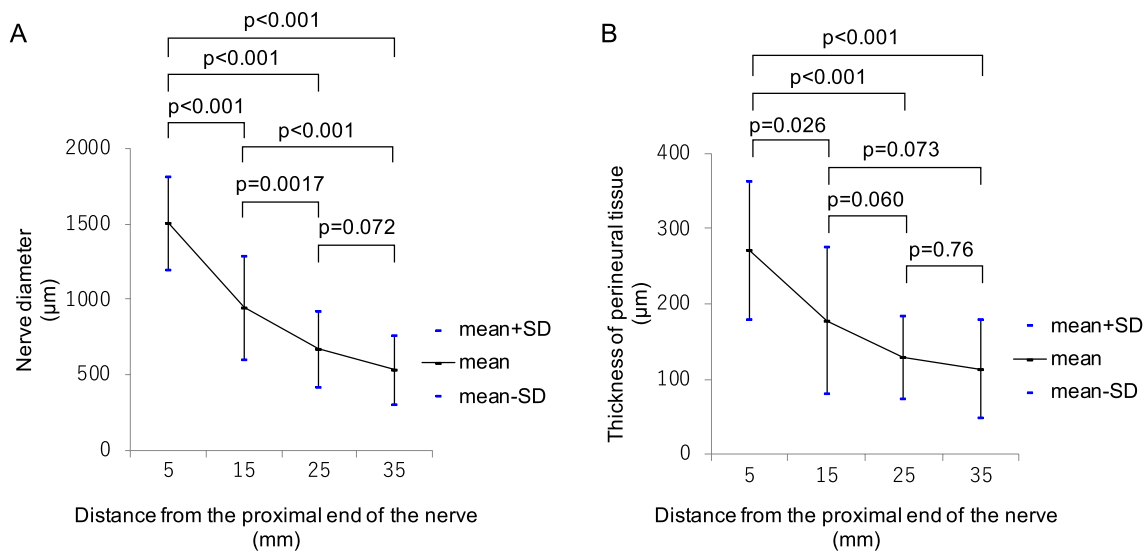 A
p<0.001
p<0.001
p<0.001
p<0.001
p=0.0017
p=0.072
2000
1500
1000
500
0
Nerve diameter
(μm)
5 15 25 35
Distance from the proximal end of the nerve
(mm)
mean+SD
mean
mean-SD
B
p<0.001
p<0.001
p=0.026
p=0.073
p=0.060
p=0.76
400
300
200
100
0
Thickness of perineural tissue
(μm)
5 15 25 35
Distance from the proximal end of the nerve
(mm)
mean+SD
mean
mean-SD